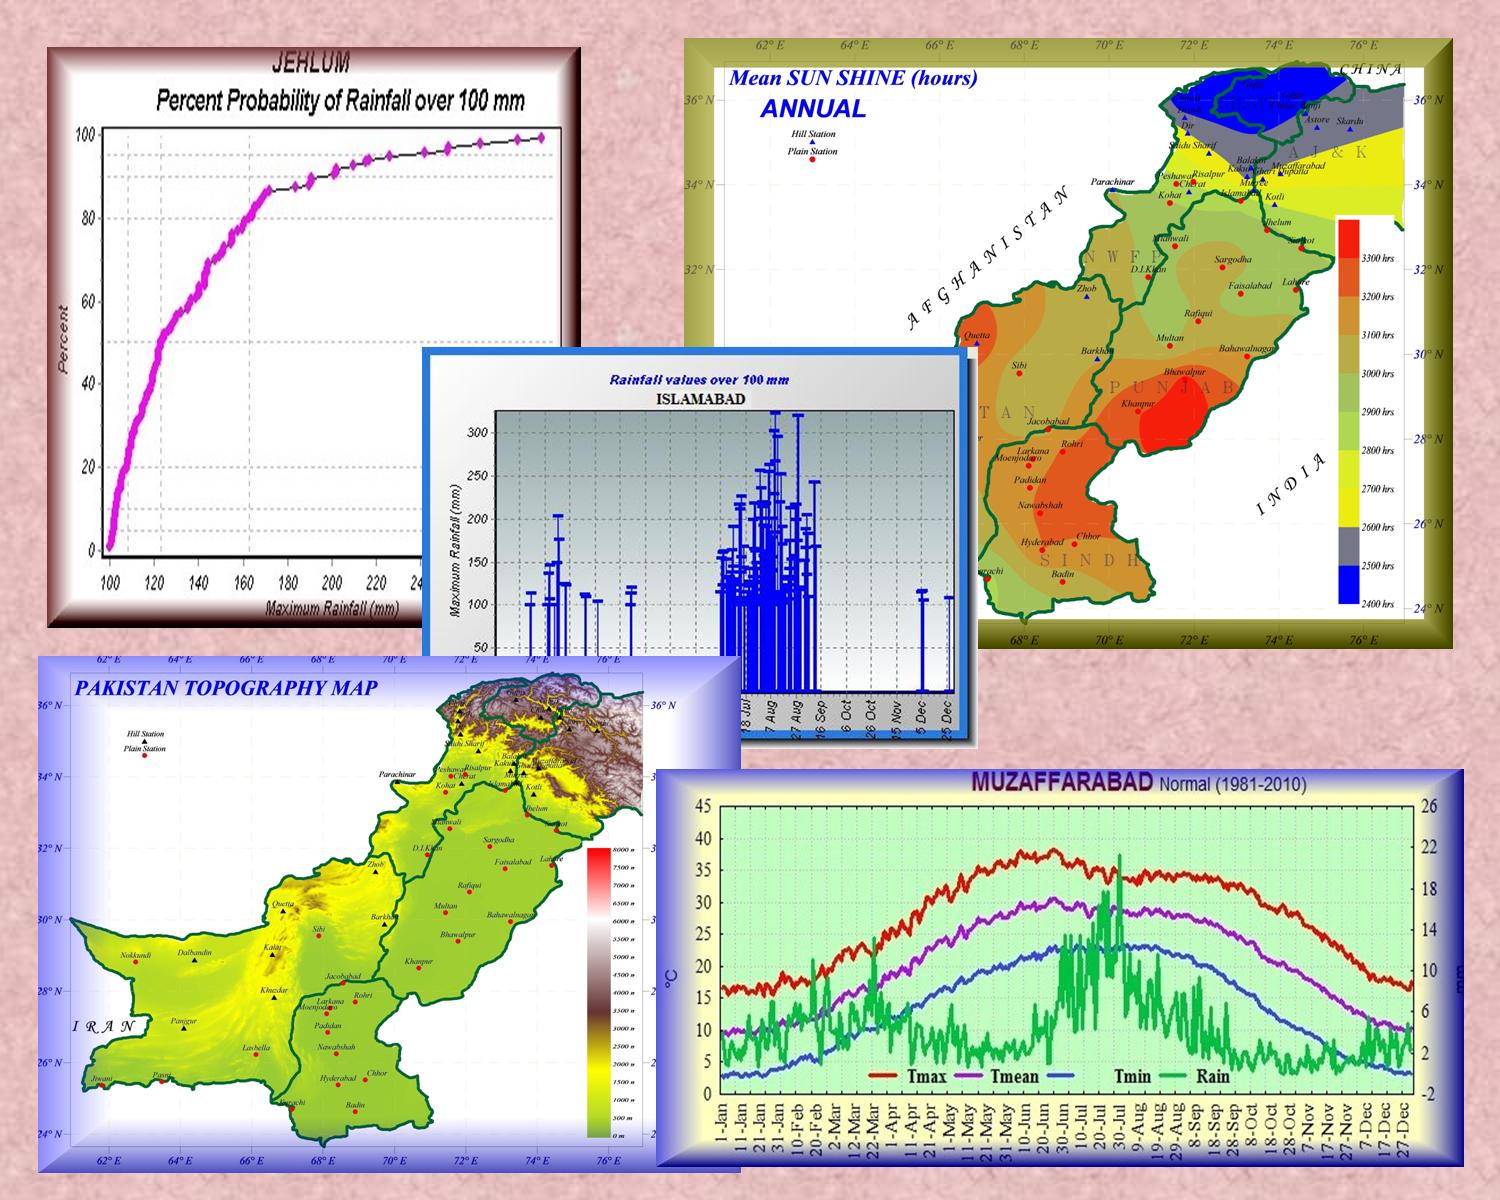 JEHLUM
Percent Probability of Rainfall over 100 mm
100
80
60
40
20
0
Percent
100 120 140 160 180 200 220
Maximum Rainfall (mm)
62° E 64° E 66° E 68° E 70° E 72° E 74° E 76° E
Mean SUN SHINE (hours)
ANNUAL
Hill Station
Plain Station
CHINA
AFGHANISTAN
INDIA
A J & K
N W F P
P U N J A B
S I N D H
T A N
36° N 36° N
34° N 34° N
32° N 32° N
30° N
28° N
26° N
24° N
Dir
Astore
Skardu
Saidu Sharif
Parachinar
Peshawar
Risalpur
Cherat
Kohat
Islamabad
Kotli
Jhelum
Sialkot
Mianwali
D.I.Khan
Sargodha
Faisalabad
Lahore
Zhob
Rafiqui
Quetta
Multan
Bahawalnagar
Barkhan
Sibi
Bhawalpur
Khanpur
Jacobabad
Larkana
Rohri
Moenjodaro
Padidan
Nawabshah
Hyderabad
Chhor
Badin
3300 hrs
3200 hrs
3100 hrs
3000 hrs
2900 hrs
2800 hrs
2700 hrs
2600 hrs
2500 hrs
2400 hrs
68° E 70° E 72° E 74° E 76° E
Rainfall values over 100 mm
ISLAMABAD
300
250
200
150
100
50
Maximum Rainfall (mm)
18 Jul
7 Aug
27 Aug
16 Sep
6 Oct
26 Oct
15 Nov
5 Dec
25 Dec
62° E 64° E 66° E 68° E 70° E 72° E 74° E 76° E
PAKISTAN TOPOGRAPHY MAP
Hill Station
Plain Station
36° N 36° N
34° N
32° N
30° N
28° N
26° N
24° N
Saidu Sharif
Parachinar
Peshawar
Risalpur
Cherat
Kohat
Kotli
Jhelum
Mianwali
Sargodha
D.I.Khan
Faisalabad
Lahore
Zhob
Rafiqui
Quetta
Multan
Bahawalnagar
Barkhan
Sibi
Bhawalpur
Kalat
Nokkundi
Dalbandin
Khanpur
Jacobabad
Khuzdar
Larkana
Rohri
Moenjodaro
Panjgur
Padidan
IRAN
Lasbella
Nawabshah
Jiwani
Pasni
Hyderabad
Chhor
Karachi
Badin
8000 m
7500 m
7000 m
6500 m
6000 m
5500 m
5000 m
4500 m
4000 m
3500 m
3000 m
2500 m
2000 m
1500 m
1000 m
500 m
0 m
62° E 64° E 66° E 68° E 70° E 72° E 74° E 76° E
MUZAFFARABAD Normal (1981-2010)
45 26
40
35 22
30 18
25 14
20
15 10
10 6
5 2
0 -2
°C
mm
Tmax Tmean Tmin Rain
1-Jan
11-Jan
21-Jan
31-Jan
10-Feb
20-Feb
2-Mar
12-Mar
22-Mar
1-Apr
11-Apr
21-Apr
1-May
11-May
21-May
31-May
10-Jun
20-Jun
30-Jun
10-Jul
20-Jul
30-Jul
9-Aug
19-Aug
29-Aug
8-Sep
18-Sep
28-Sep
8-Oct
18-Oct
28-Oct
7-Nov
17-Nov
27-Nov
7-Dec
17-Dec
27-Dec